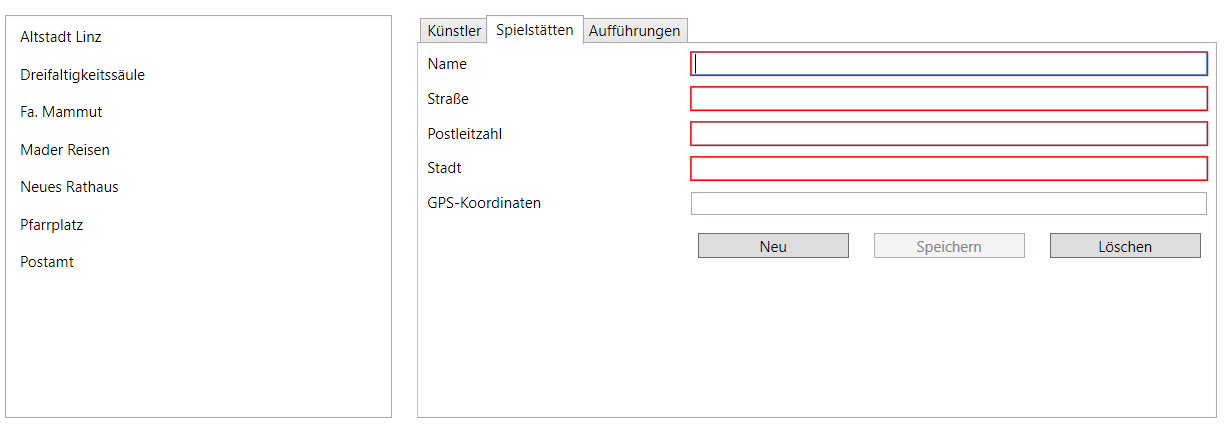 Altstadt Linz
Dreifaltigkeitssäule
Fa. Mammut
Mader Reisen
Neues Rathaus
Pfarrplatz
Postamt
Künstler Spielstätten Aufführungen
Name
Straße
Postleitzahl
Stadt
GPS-Koordinaten
Neu Speichern Löschen